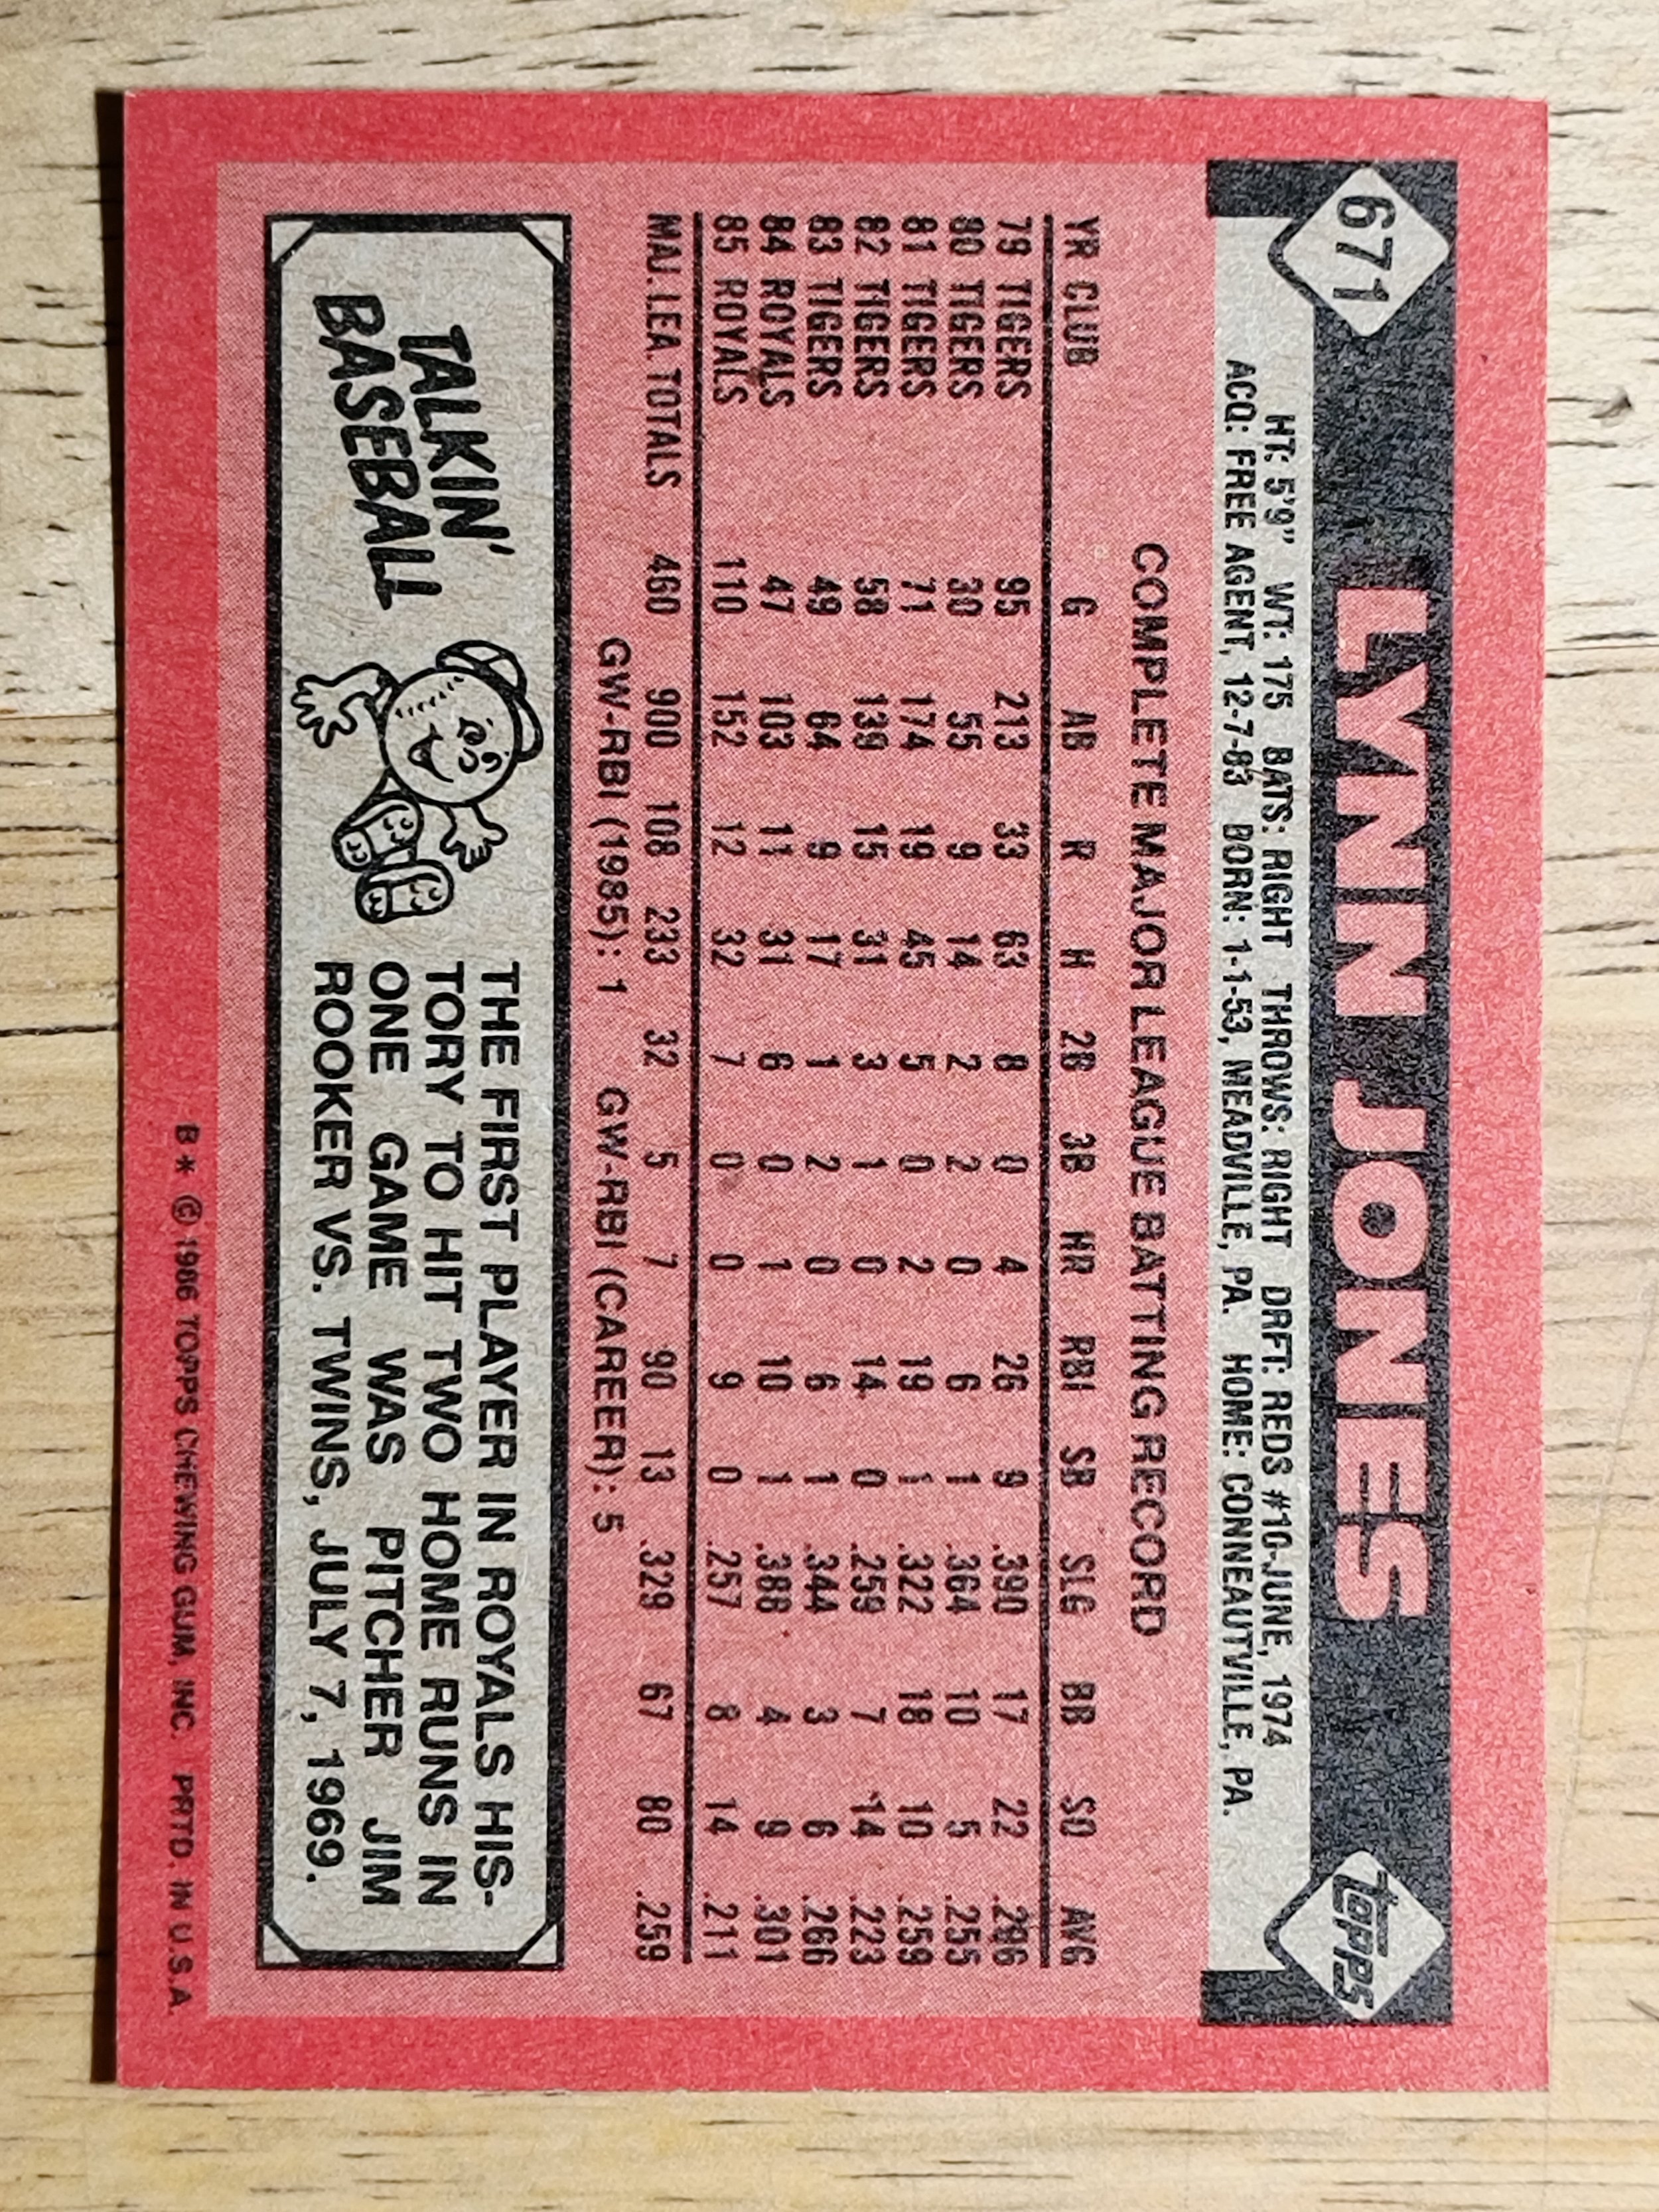 671 LYNN JONES topps
HT: 5'9" WT: 175 BATS: RIGHT THROWS: RIGHT DRFT: REDS #10-JUNE, 1974
ACQ: FREE AGENT, 12-7-83 BORN: 1-1-53, MEADVILLE, PA. HOME: CONNEAUTVILLE, PA.
COMPLETE MAJOR LEAGUE BATTING RECORD
YR CLUB G AB R H 2B 3B HR RBI SB SLG BB SO AVG
79 TIGERS 95 213 33 63 8 0 4 26 9 .390 17 22 .296
80 TIGERS 30 55 9 14 2 2 0 6 1 .364 10 5 .255
81 TIGERS 71 174 19 45 5 0 2 19 1 .322 18 10 .259
82 TIGERS 58 139 15 31 3 1 0 14 0 .259 7 14 .223
83 TIGERS 49 64 9 17 1 2 0 6 1 .344 3 6 .266
84 ROYALS 47 103 11 31 6 0 1 10 1 .388 4 9 .301
85 ROYALS 110 152 12 32 7 0 0 9 0 .257 8 14 .211
MAJ. LEA. TOTALS 460 900 108 233 32 5 7 90 13 .329 67 80 .259
GW-RBI (1985): 1 GW-RBI (CAREER): 5
TALKIN'
BASEBALL
THE FIRST PLAYER IN ROYALS HIS-
TORY TO HIT TWO HOME RUNS IN
ONE GAME WAS PITCHER JIM
ROOKER VS. TWINS, JULY 7, 1969.
B* © 1986 TOPPS CHEWING GUM, INC. PRTD. IN U.S.A.